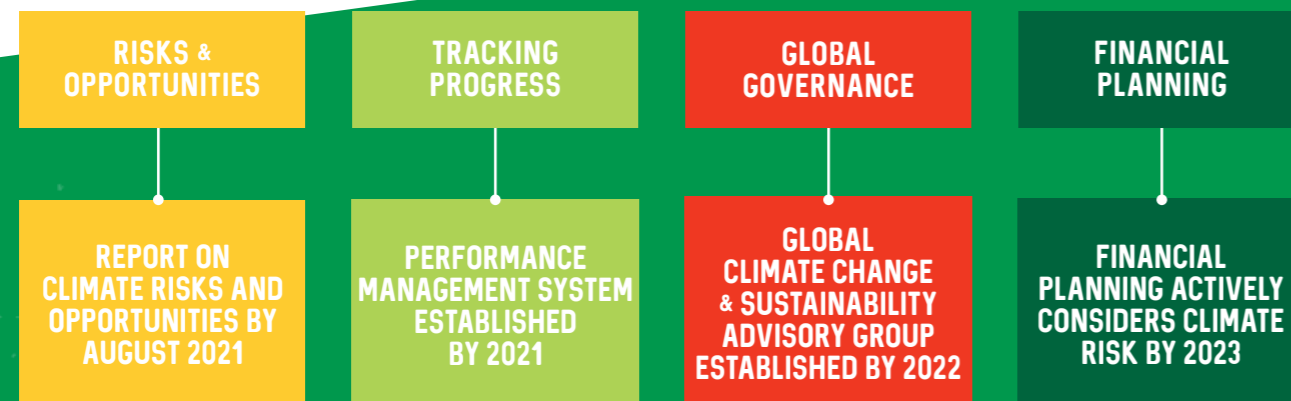 RISKS &
OPPORTUNITIES
TRACKING
PROGRESS
GLOBAL
GOVERNANCE
FINANCIAL
PLANNING
REPORT ON
CLIMATE RISKS AND
OPPORTUNITIES BY
AUGUST 2021
PERFORMANCE
MANAGEMENT SYSTEM
ESTABLISHED
BY 2021
GLOBAL
CLIMATE CHANGE
& SUSTAINABILITY
ADVISORY GROUP
ESTABLISHED BY 2022
FINANCIAL
PLANNING ACTIVELY
CONSIDERS CLIMATE
RISK BY 2023